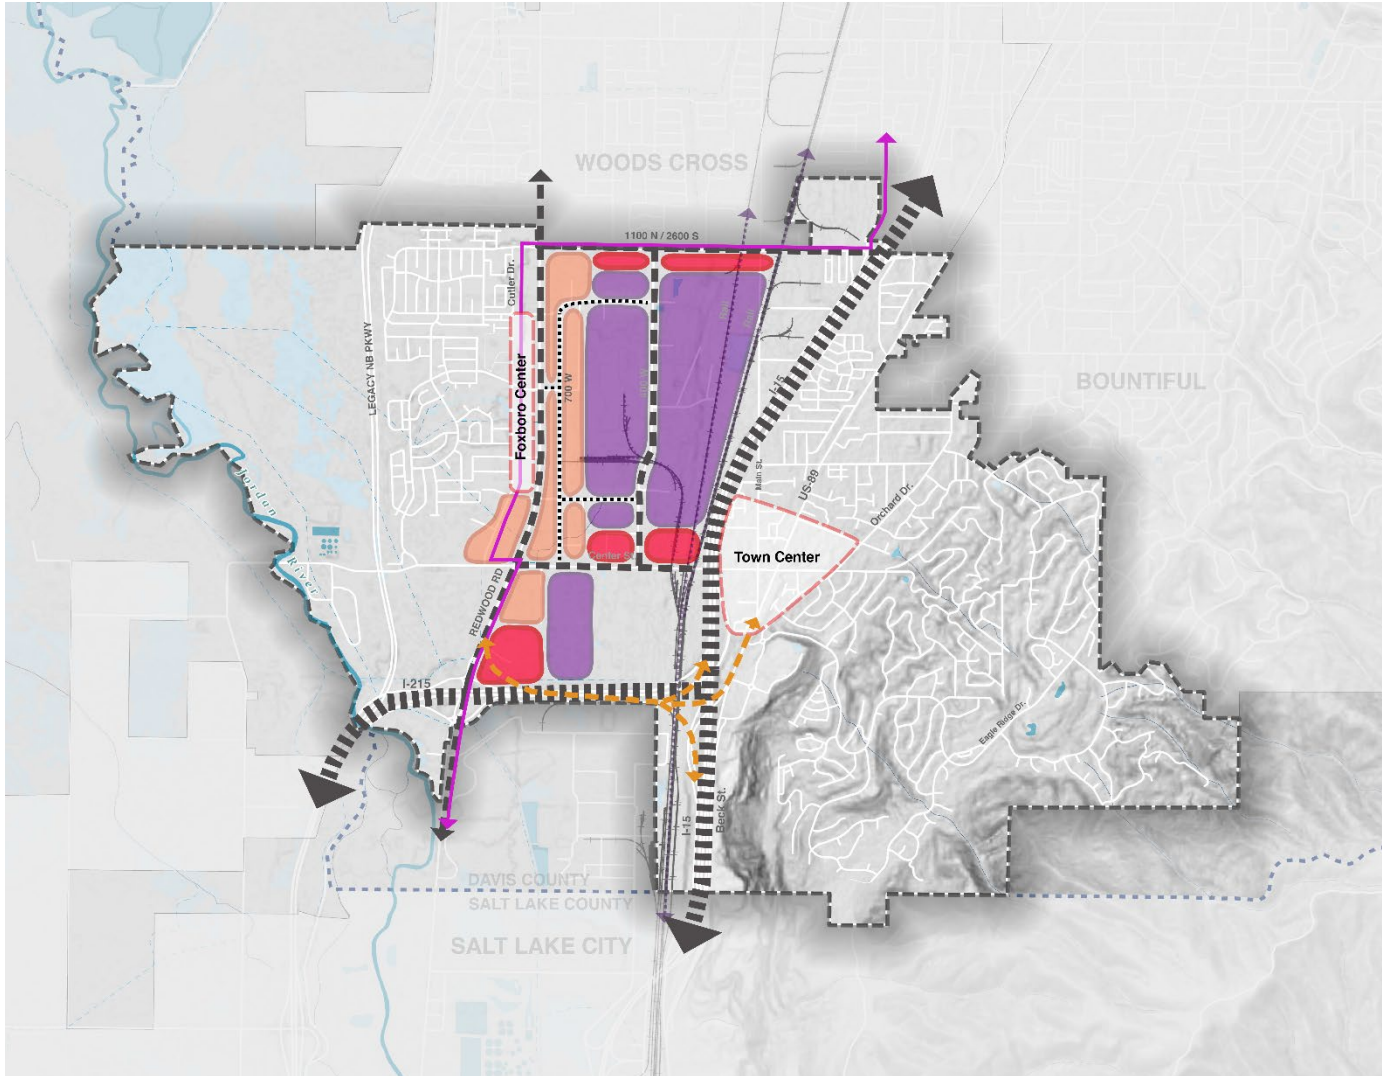 WOODS CROSS
1100 N / 2600 S
Cutler Dr.
LEGACY NB PKWY
Foxboro Center
700 W
Rail
Rail
I-15
BOUNTIFUL
Main St.
US-89
Orchard Dr.
Jordan
River
Center St.
Town Center
REDWOOD RD
I-215
Eagle Ridge Dr.
I-15
Beck St.
DAVIS COUNTY
SALT LAKE COUNTY
SALT LAKE CITY